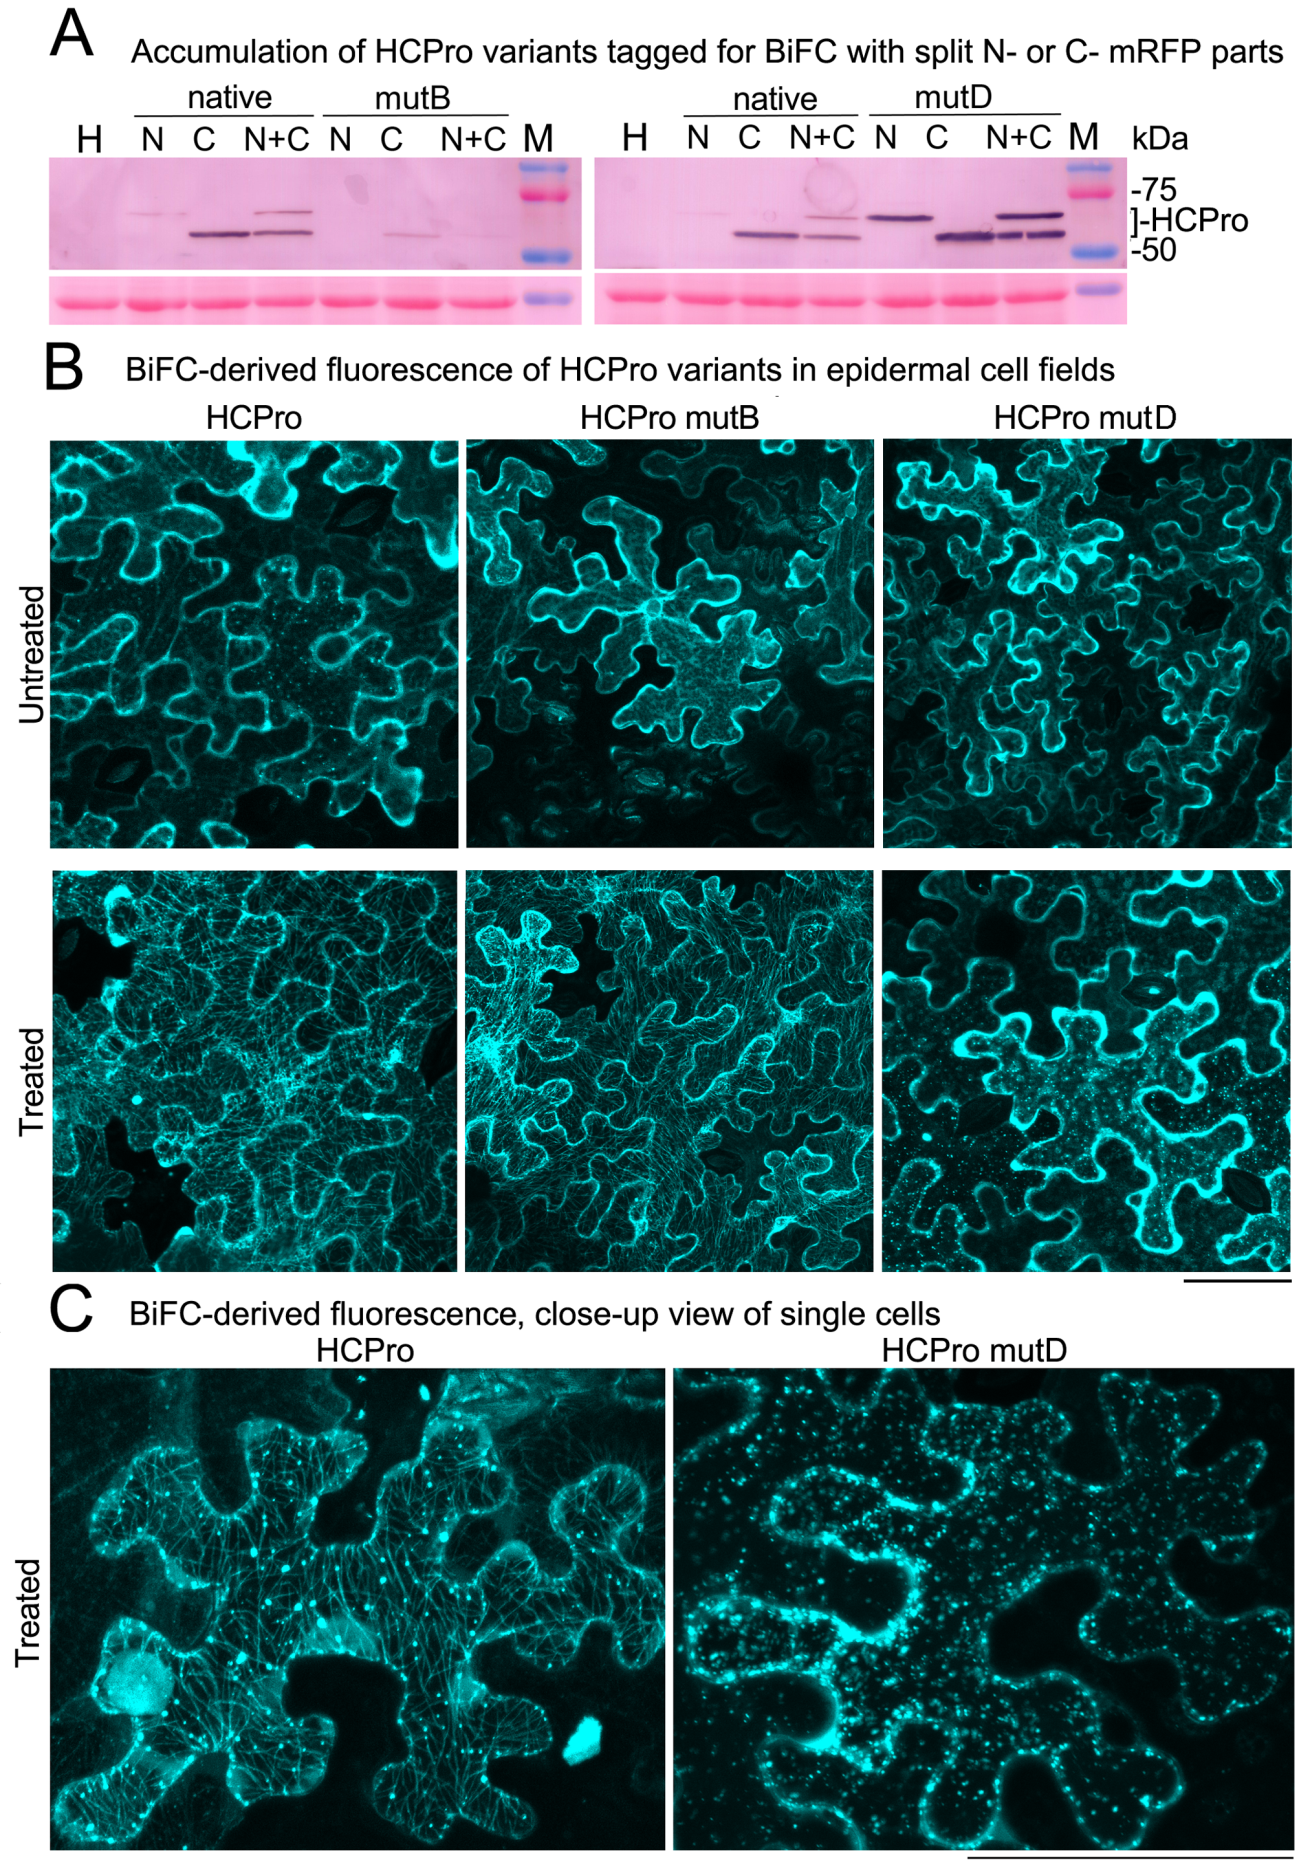 A
Accumulation of HCPro variants tagged for BiFC with split N- or C- mRFP parts
native mutB native mutD
H N C N+C N C N+C M H N C N+C N C N+C M kDa
-75
]-HCPro
-50
B
BiFC-derived fluorescence of HCPro variants in epidermal cell fields
HCPro HCPro mutB HCPro mutD
Untreated
Treated
C
BiFC-derived fluorescence, close-up view of single cells
HCPro HCPro mutD
Treated